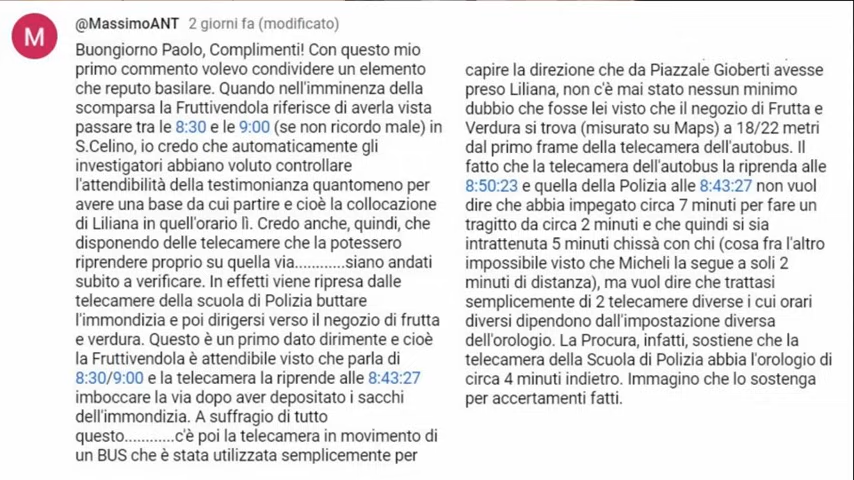 M
@MassimoANT 2 giorni fa (modificato)
Buongiorno Paolo, Complimenti! Con questo mio
primo commento volevo condividere un elemento
che reputo basilare. Quando nell'imminenza della
scomparsa la Fruttivendola riferisce di averla vista
passare tra le 8:30 e le 9:00 (se non ricordo male) in
S.Celino, io credo che automaticamente gli
investigatori abbiano voluto controllare
l'attendibilità della testimonianza quantomeno per
avere una base da cui partire e cioè la collocazione
di Liliana in quell'orario lì. Credo anche, quindi, che
disponendo delle telecamere che la potessero
riprendere proprio su quella via............siano andati
subito a verificare. In effetti viene ripresa dalle
telecamere della scuola di Polizia buttare
l'immondizia e poi dirigersi verso il negozio di frutta
e verdura. Questo è un primo dato dirimente e cioè
la Fruttivendola è attendibile visto che parla di
8:30/9:00 e la telecamera la riprende alle 8:43:27
imboccare la via dopo aver depositato i sacchi
dell'immondizia. A suffragio di tutto
questo............c'è poi la telecamera in movimento di
un BUS che è stata utilizzata semplicemente per
capire la direzione che da Piazzale Gioberti avesse
preso Liliana, non c'è mai stato nessun minimo
dubbio che fosse lei visto che il negozio di Frutta e
Verdura si trova (misurato su Maps) a 18/22 metri
dal primo frame della telecamera dell'autobus. Il
fatto che la telecamera dell'autobus la riprenda alle
8:50:23 e quella della Polizia alle 8:43:27 non vuol
dire che abbia impegato circa 7 minuti per fare un
tragitto da circa 2 minuti e che quindi si sia
intrattenuta 5 minuti chissà con chi (cosa fra l'altro
impossibile visto che Micheli la segue a soli 2
minuti di distanza), ma vuol dire che trattasi
semplicemente di 2 telecamere diverse i cui orari
diversi dipendono dall'impostazione diversa
dell'orologio. La Procura, infatti, sostiene che la
telecamera della Scuola di Polizia abbia l'orologio di
circa 4 minuti indietro. Immagino che lo sostenga
per accertamenti fatti.